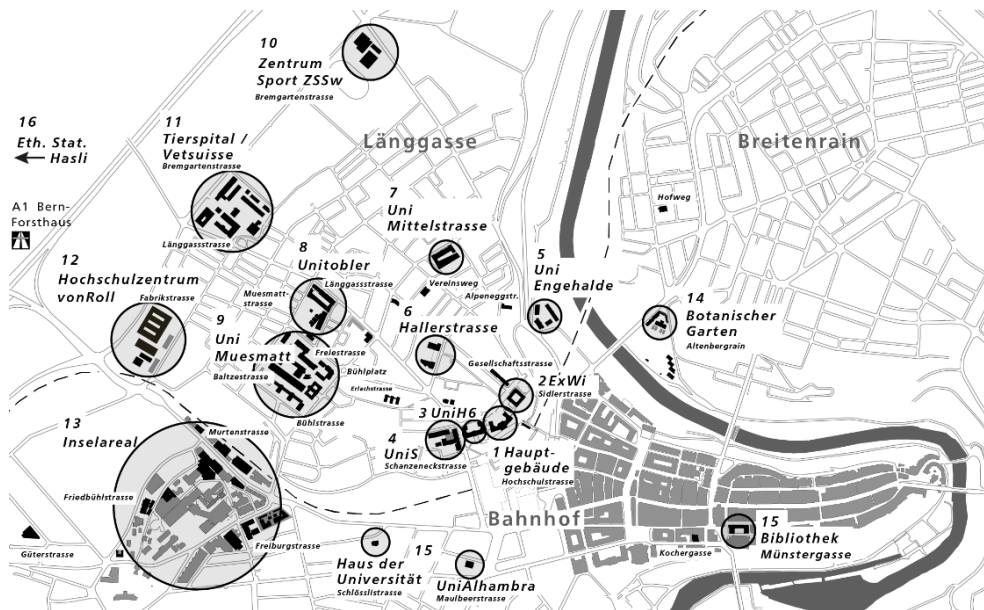 10
Zentrum
Sport ZSSw
Bremgartenstrasse
16
Eth. Stat.
Hasli
11
Tierspital /
Vetsuisse
Bremgartenstrasse
Länggassstrasse
Länggasse
Breitenrain
Hofweg
A1 Bern-
Forsthaus
7
Uni
Mittelstrasse
Vereinsweg
8
Unitobler
Länggassstrasse
Muesmatt-
strasse
12
Hochschulzentrum
vonRoll
Fabrikstrasse
5
Uni
Engehalde
Alpeneggstr.
14
Botanischer
Garten
Altenbergrain
6
Hallerstrasse
9
Uni
Muesmatt
Baltzestrasse
Freiestrasse
Bühlplatz
Erlachstrasse
Bühlstrasse
Gesellschaftsstrasse
2 ExWi
Sidlerstrasse
3 UniH6
4
UniS
Schanzeneckstrasse
1 Haupt-
gebäude
Hochschulstrasse
13
Inselareal
Murtenstrasse
Friedbühlstrasse
Freiburgstrasse
Güterstrasse
Bahnhof
15
Haus der
Universität
Schlösslistrasse
UniAlhambra
Maulbeerstrasse
Kochergasse
15
Bibliothek
Münstergasse